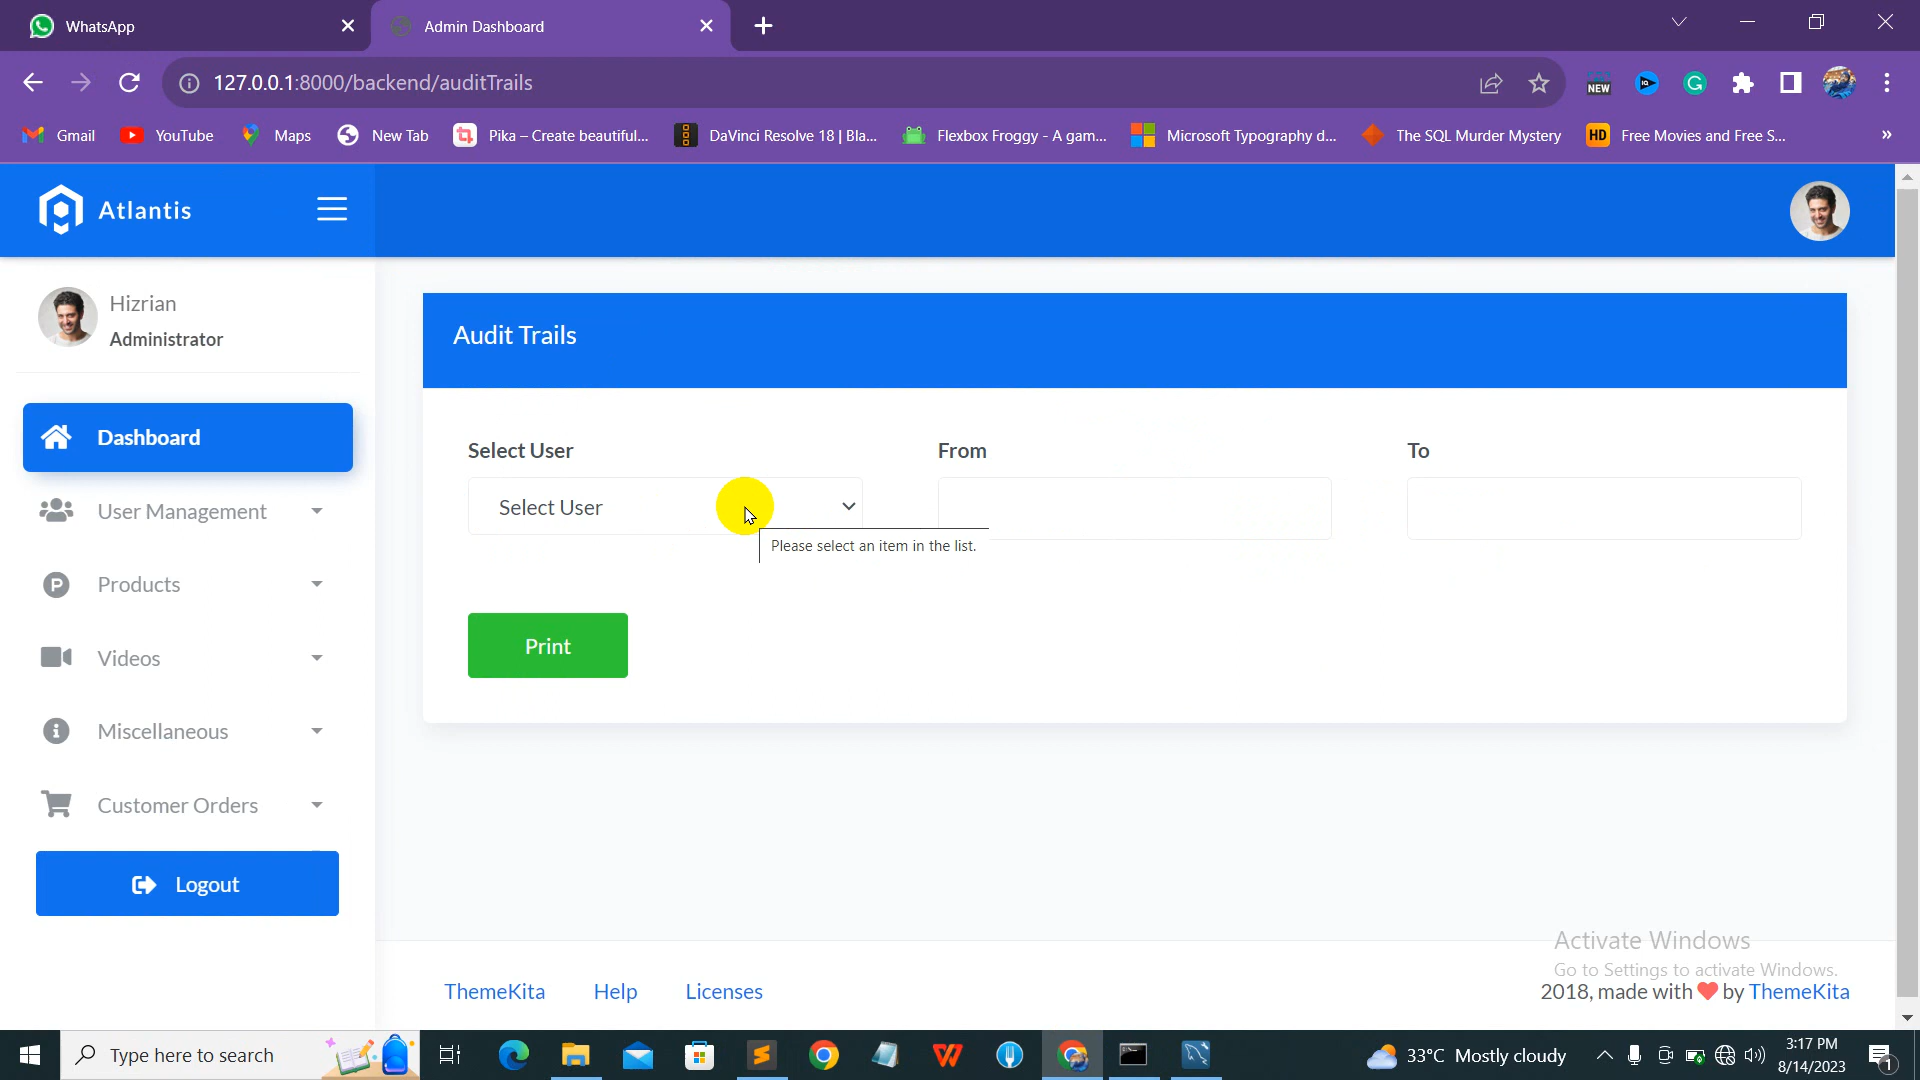 WhatsApp
Admin Dashboard
127.0.0.1:8000/backend/auditTrails
NEW
Gmail
YouTube
Maps
New Tab
Pika – Create beautiful...
DaVinci Resolve 18 | Bla...
Flexbox Froggy - A gam...
Microsoft Typography d...
The SQL Murder Mystery
HD
Free Movies and Free S...
»
Atlantis
Hizrian
Administrator
Dashboard
User Management
Products
Videos
Miscellaneous
Customer Orders
Logout
Audit Trails
Select User
From
To
Select User
Please select an item in the list.
Print
Activate Windows
Go to Settings to activate Windows.
ThemeKita
Help
Licenses
2018, made with by ThemeKita
Type here to search
33°C Mostly cloudy
3:17 PM
8/14/2023
1